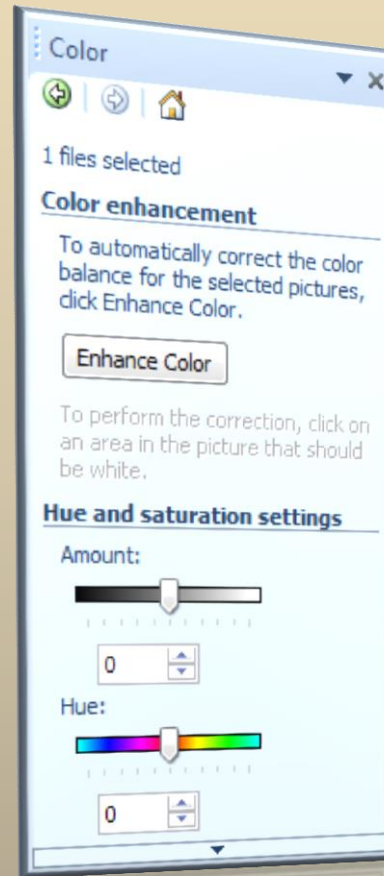 Color
1 files selected
Color enhancement
To automatically correct the color
balance for the selected pictures,
click Enhance Color.
Enhance Color
To perform the correction, click on
an area in the picture that should
be white.
Hue and saturation settings
Amount:
0
Hue:
0